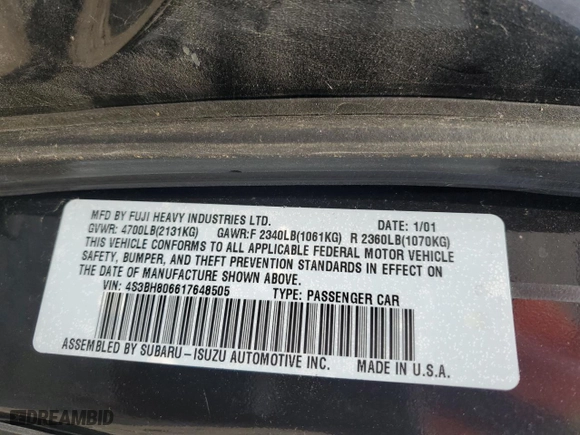 MFD BY FUJI HEAVY INDUSTRIES LTD. DATE: 1/01
GVWR: 4700LB(2131KG) GAWR:F 2340LB(1061KG) R 2360LB(1070KG)
THIS VEHICLE CONFORMS TO ALL APPLICABLE FEDERAL MOTOR VEHICLE
SAFETY, BUMPER, AND THEFT PREVENTION STANDARDS IN EFFECT ON
THE DATE OF MANUFACTURE SHOWN ABOVE.
VIN: 4S3BH806617648505 TYPE: PASSENGER CAR
ASSEMBLED BY SUBARU-ISUZU AUTOMOTIVE INC. MADE IN U.S.A.
DREAMBID